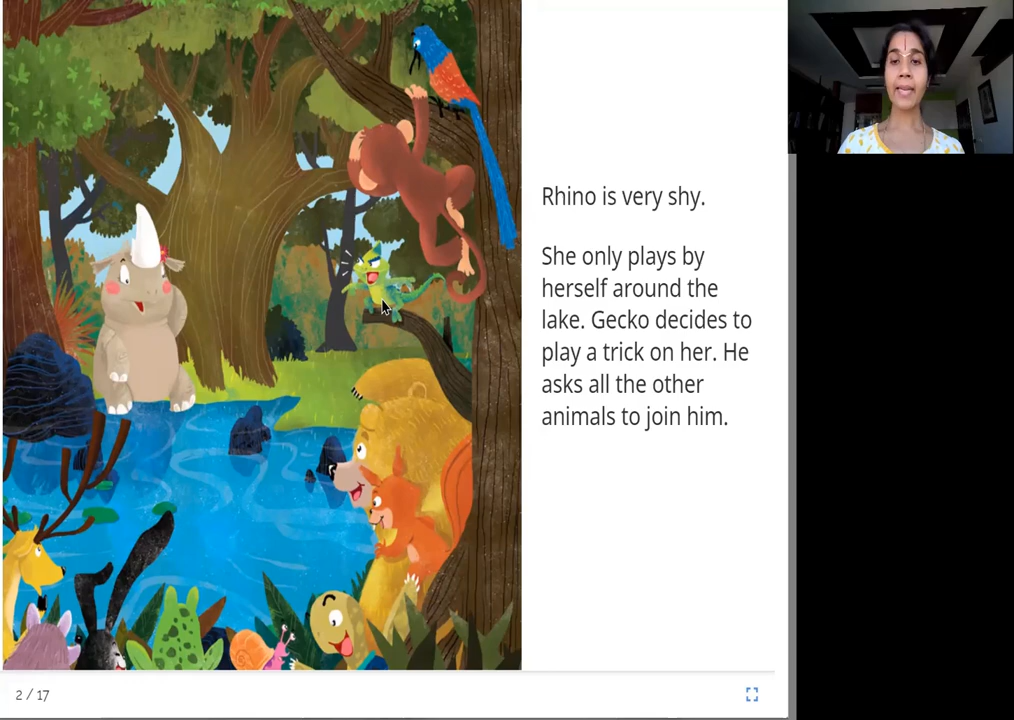 Rhino is very shy.
She only plays by
herself around the
lake. Gecko decides to
play a trick on her. He
asks all the other
animals to join him.
2 / 17